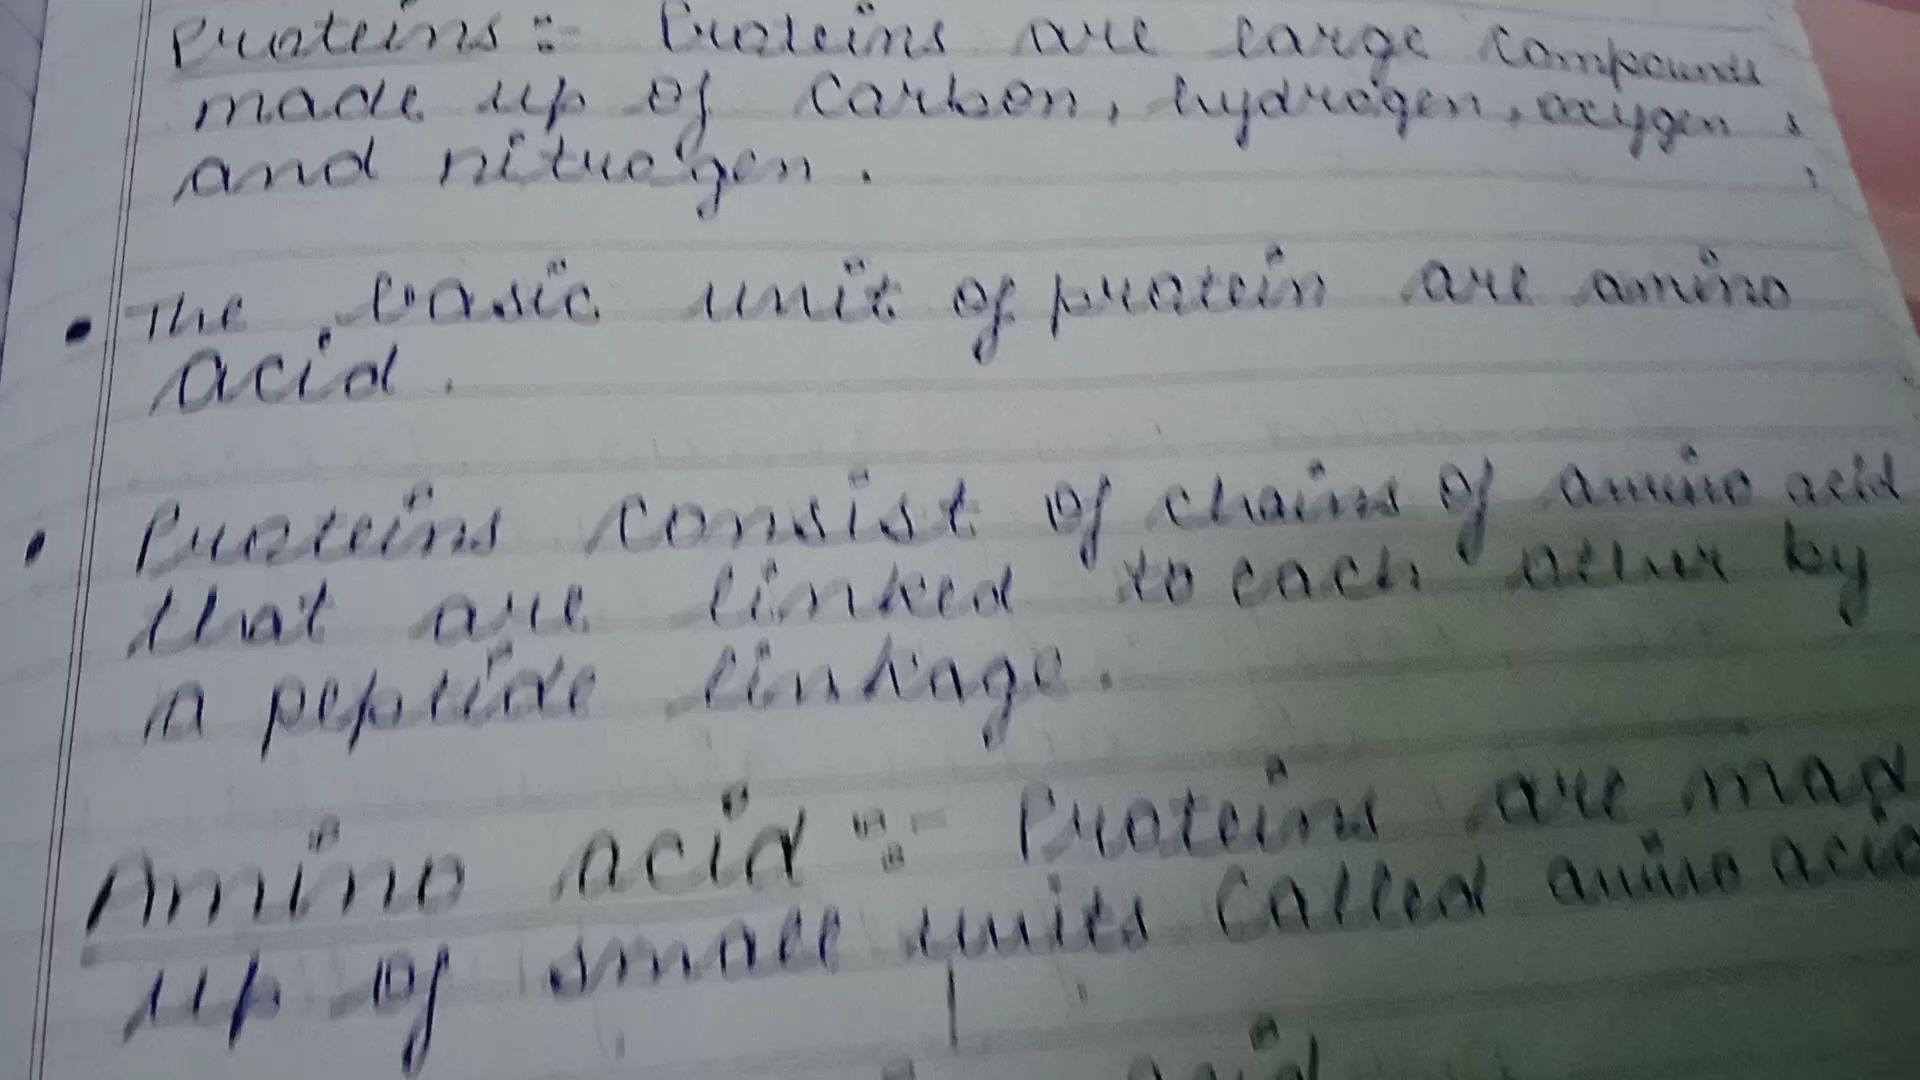 Proteins :- Proteins are large compounds
made up of carbon, hydrogen, oxygen
and nitrogen.
• The basic unit of protein are amino
acid.
• Proteins consist of chains of amino acid
that are linked to each other by
a peptide linkage.
Amino acid :- Proteins are mad
up of small units called amino acid
acid